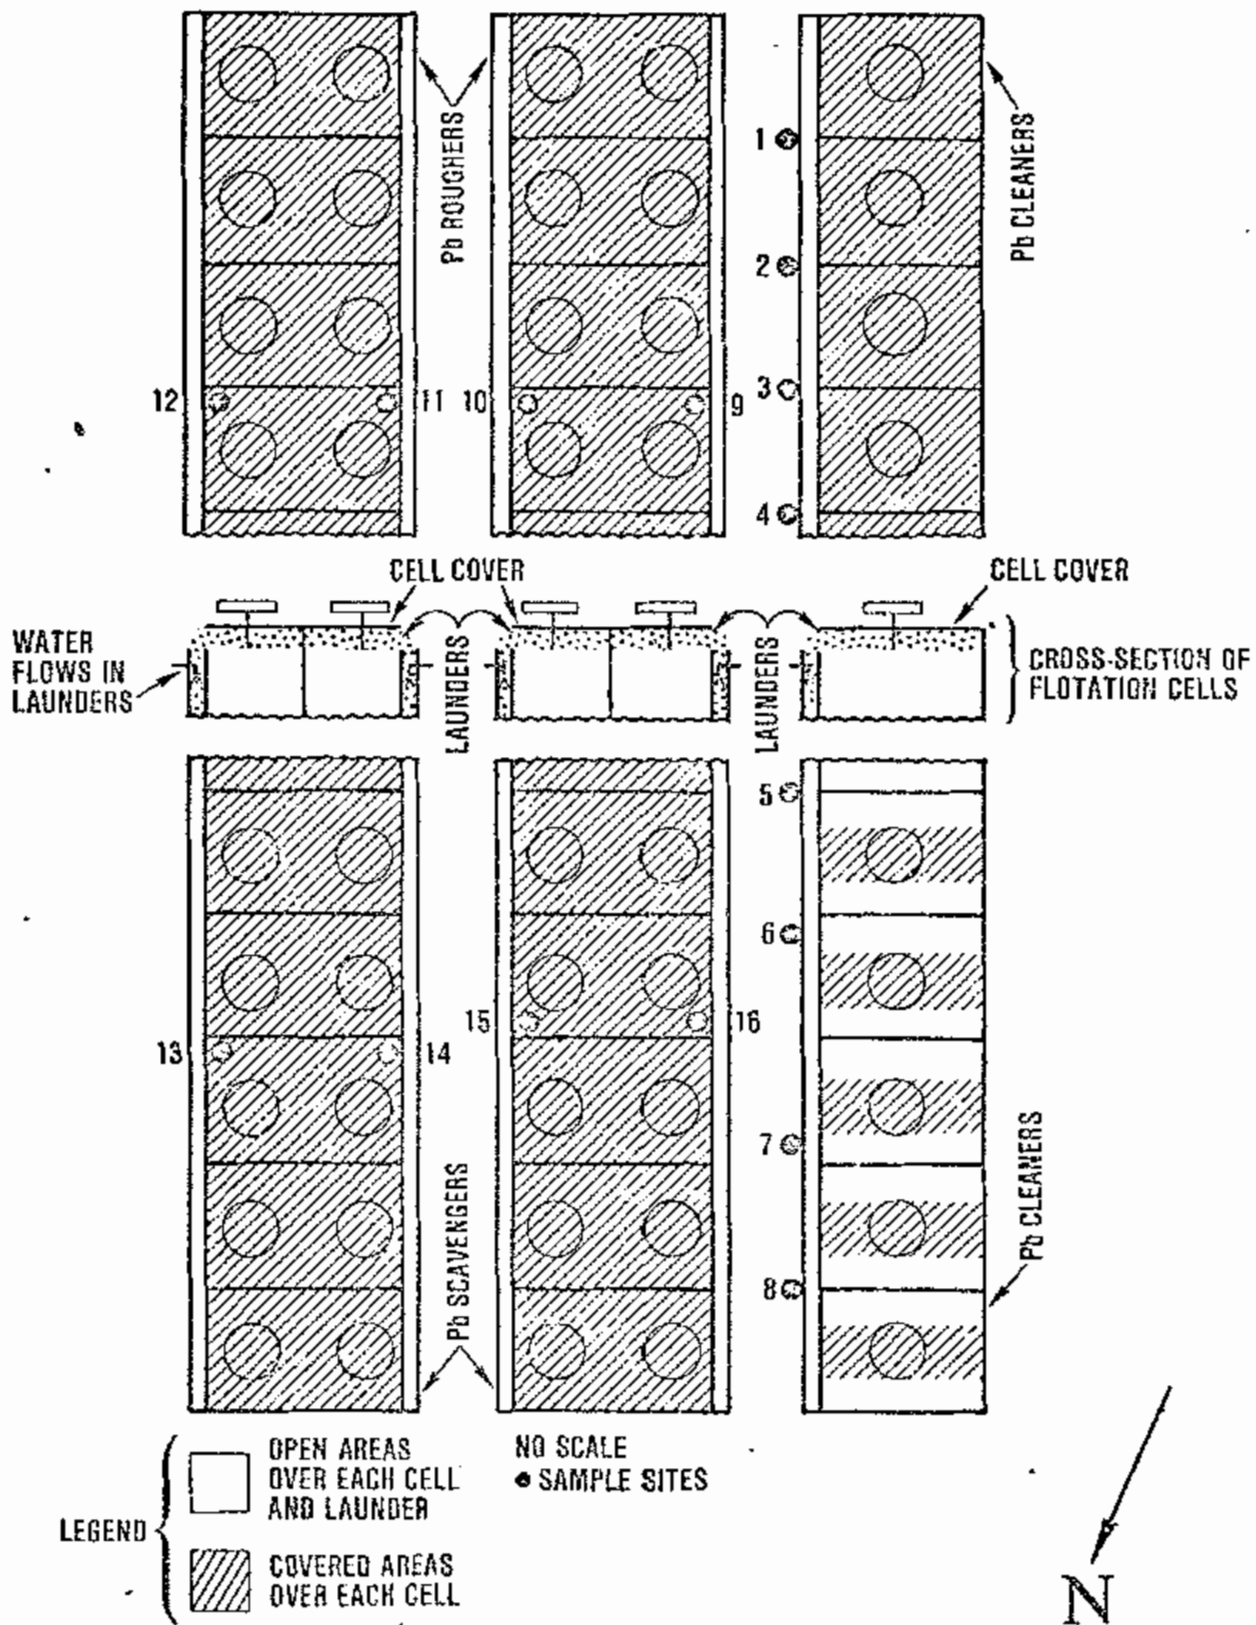 Pb ROUGHERS
Pb CLEANERS
1
2
3
4
12
11
10
9
CELL COVER
CELL COVER
WATER
FLOWS IN
LAUNDERS
LAUNDERS
LAUNDERS
CROSS-SECTION OF
FLOTATION CELLS
5
6
7
8
13
14
15
16
Pb SCAVENGERS
Pb CLEANERS
LEGEND
OPEN AREAS
OVER EACH CELL
AND LAUNDER
COVERED AREAS
OVER EACH CELL
NO SCALE
SAMPLE SITES
N